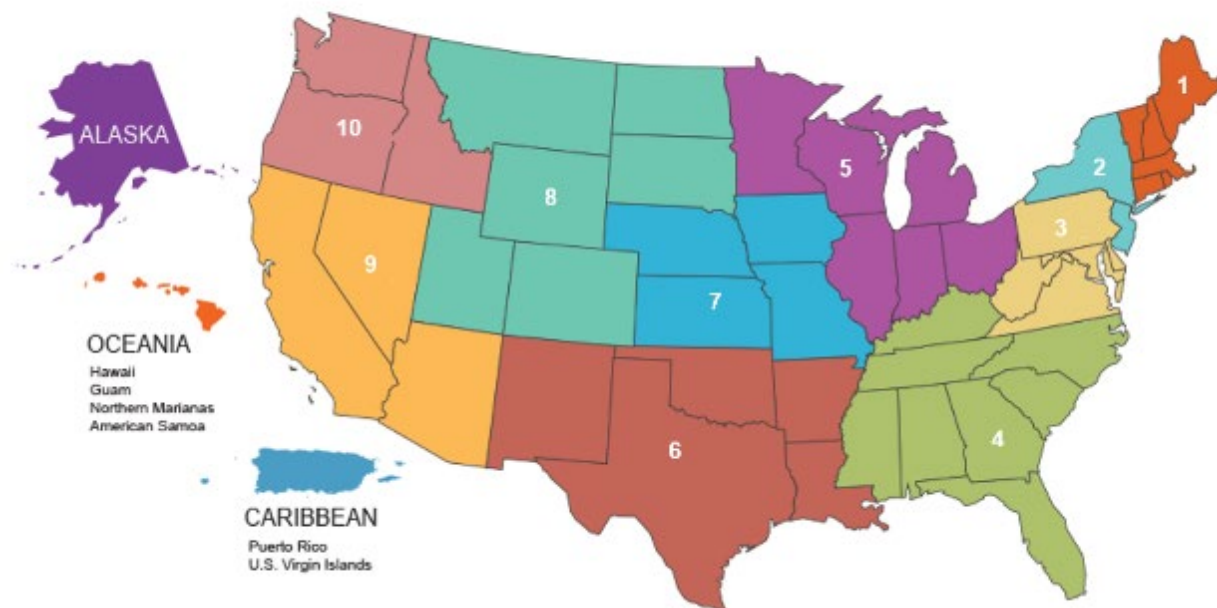 1
ALASKA
10
5
2
8
3
9
7
OCEANIA
Hawaii
Guam
Northern Marianas
American Samoa
6
4
CARIBBEAN
Puerto Rico
U.S. Virgin Islands